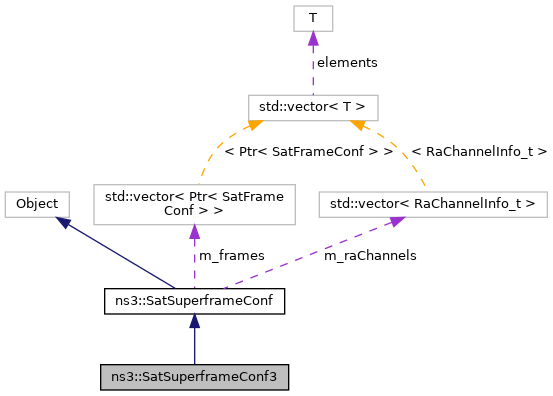 T
elements
std::vector< T >
< Ptr< SatFrameConf > >
< RaChannelInfo_t >
Object
std::vector< Ptr< SatFrame
Conf > >
std::vector< RaChannelInfo_t >
m_frames
m_raChannels
ns3::SatSuperframeConf
ns3::SatSuperframeConf3